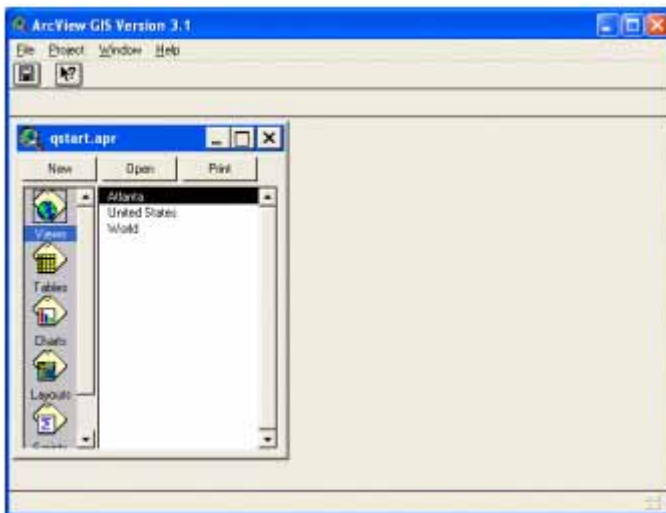 ArcView GIS Version 3.1
File Project Window Help
qstart.apr
New Open Print
Atlanta
United States
World
Views
Tables
Charts
Layouts